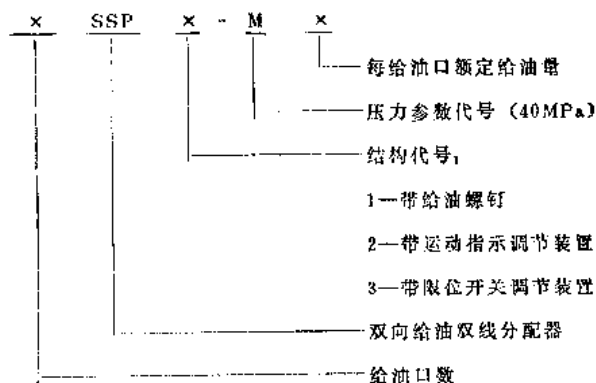 × SSP × - M ×
每给油口额定给油量
压力参数代号（40MPa）
结构代号：
1—带给油螺钉
2—带运动指示调节装置
3—带限位开关调节装置
双向给油双线分配器
给油口数